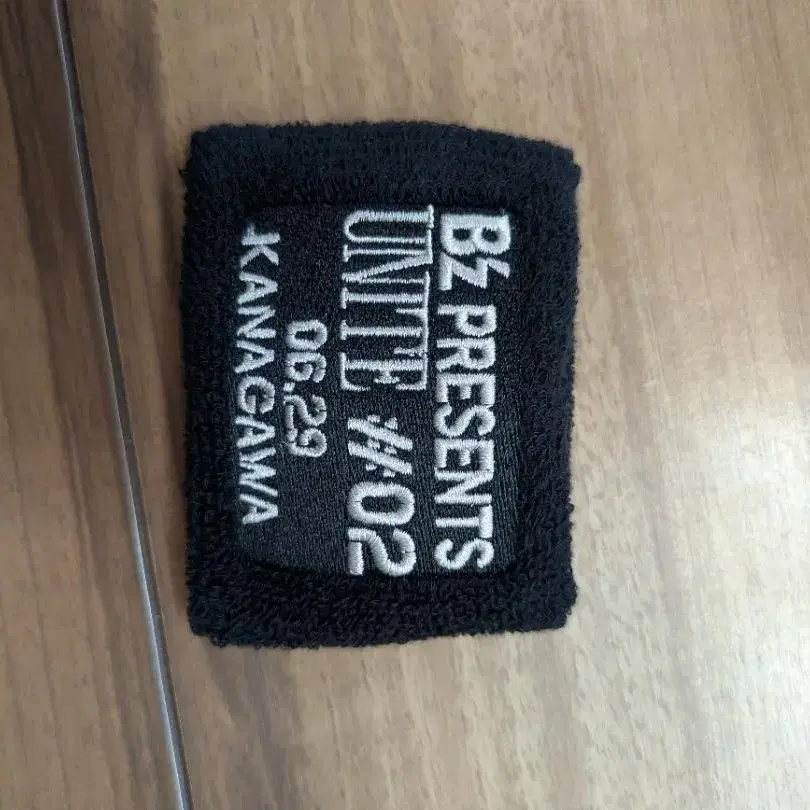 B'z PRESENTS
UNITE #02
06.29
KANAGAWA